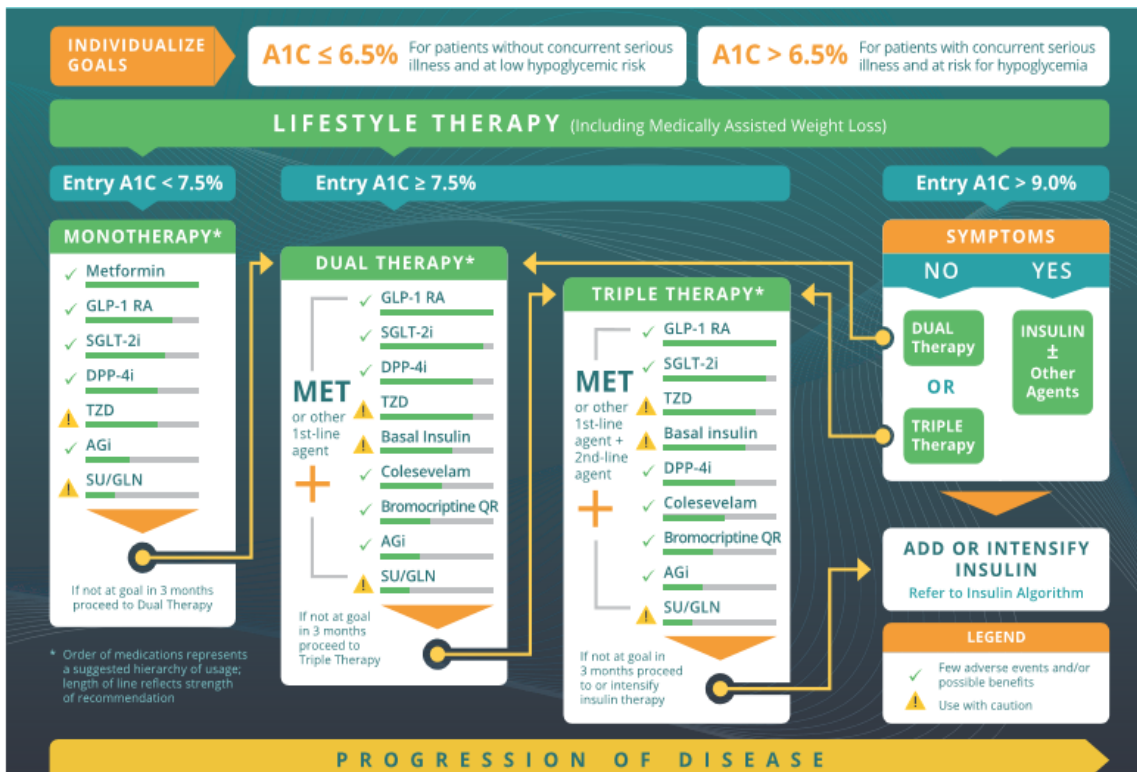 INDIVIDUALIZE
GOALS
A1C ≤ 6.5%
For patients without concurrent serious
illness and at low hypoglycemic risk
A1C > 6.5%
For patients with concurrent serious
illness and at risk for hypoglycemia
LIFESTYLE THERAPY (Including Medically Assisted Weight Loss)
Entry A1C < 7.5%
Entry A1C ≥ 7.5%
Entry A1C > 9.0%
MONOTHERAPY*
Metformin
GLP-1 RA
SGLT-2i
DPP-4i
TZD
AGi
SU/GLN
If not at goal in 3 months
proceed to Dual Therapy
* Order of medications represents
a suggested hierarchy of usage;
length of line reflects strength
of recommendation
DUAL THERAPY*
MET
or other
1st-line
agent
+
GLP-1 RA
SGLT-2i
DPP-4i
TZD
Basal Insulin
Colesevelam
Bromocriptine QR
AGi
SU/GLN
If not at goal
in 3 months
proceed to
Triple Therapy
TRIPLE THERAPY*
MET
or other
1st-line
agent +
2nd-line
agent
+
GLP-1 RA
SGLT-2i
TZD
Basal insulin
DPP-4i
Colesevelam
Bromocriptine QR
AGi
SU/GLN
If not at goal in
3 months proceed
to or intensify
insulin therapy
SYMPTOMS
NO
YES
DUAL
Therapy
OR
TRIPLE
Therapy
INSULIN
±
Other
Agents
ADD OR INTENSIFY
INSULIN
Refer to Insulin Algorithm
LEGEND
Few adverse events and/or
possible benefits
Use with caution
PROGRESSION OF DISEASE